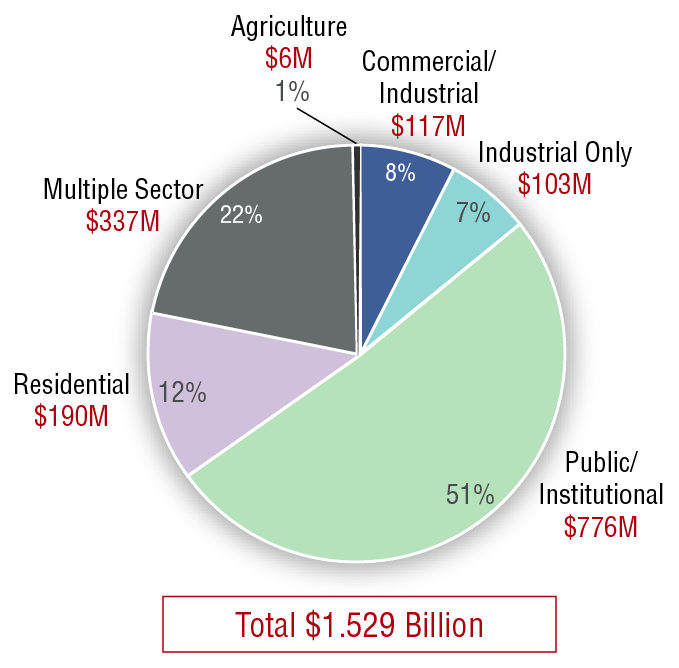 Agriculture
$6M
1%
Commercial/
Industrial
$117M
8%
Industrial Only
$103M
7%
Multiple Sector
$337M
22%
Residential
$190M
12%
Public/
Institutional
$776M
51%
Total $1.529 Billion